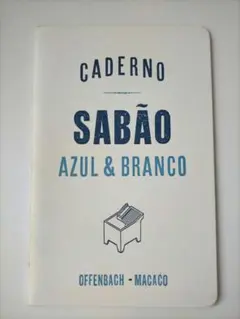 CADERNO
SABÃO
AZUL & BRANCO
OFFENBACH - MACACO